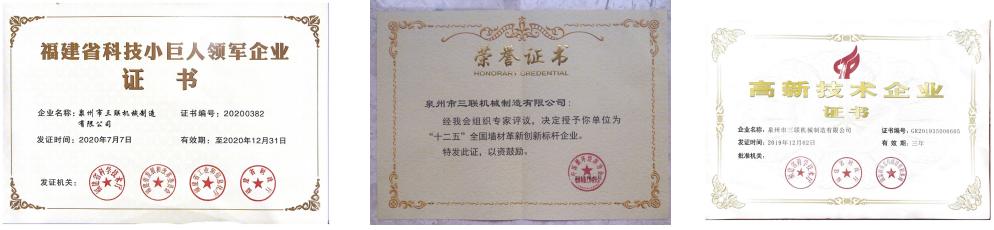 福建省科技小巨人领军企业
证书
企业名称：泉州市三联机械制造
有限公司
证书编号：20200382
发证时间：2020年7月7日
有效期：至2020年12月31日
发证机关：
荣誉证书
HONORARY CREDENTIAL
泉州市三联机械制造有限公司：
经我会组织专家评议，决定授予你单位为
“十二五”全国墙材革新创新标杆企业。
特发此证，以资鼓励。
高新技术企业
证书
企业名称：泉州市三联机械制造有限公司
证书编号：GR201935000605
发证时间：2019年12月02日
有效期：三年
批准机关：